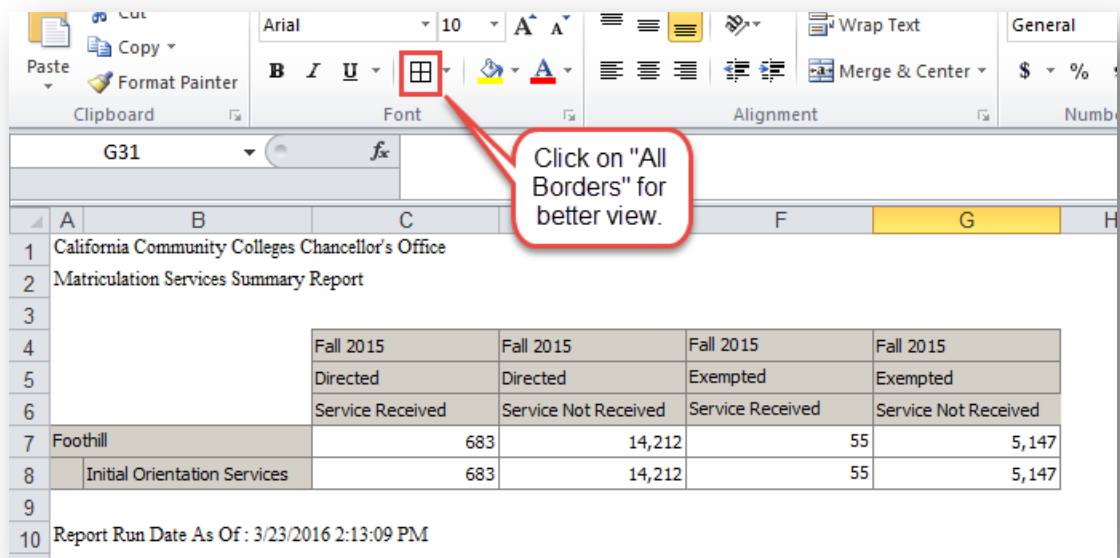 Cut
Arial 10 A A Wrap Text General
Copy
Paste
Format Painter
B I U A Merge & Center $ %
Clipboard Font Alignment
G31 fx
Click on "All
Borders" for
better view.
A B C F G H
1 California Community Colleges Chancellor's Office
2 Matriculation Services Summary Report
3
4 Fall 2015 Fall 2015 Fall 2015 Fall 2015
5 Directed Directed Exempted Exempted
6 Service Received Service Not Received Service Received Service Not Received
7 Foothill 683 14,212 55 5,147
8 Initial Orientation Services 683 14,212 55 5,147
9
10 Report Run Date As Of : 3/23/2016 2:13:09 PM